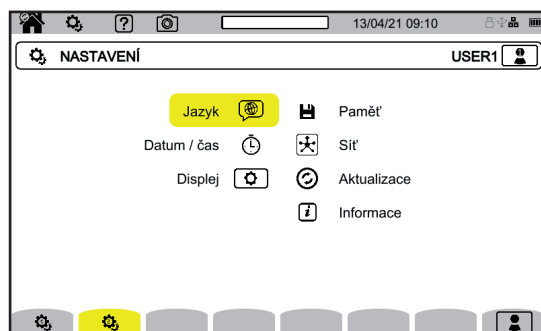 13/04/21 09:10
NASTAVENÍ USER1
Jazyk Paměť
Datum / čas Síť
Displej Aktualizace
Informace